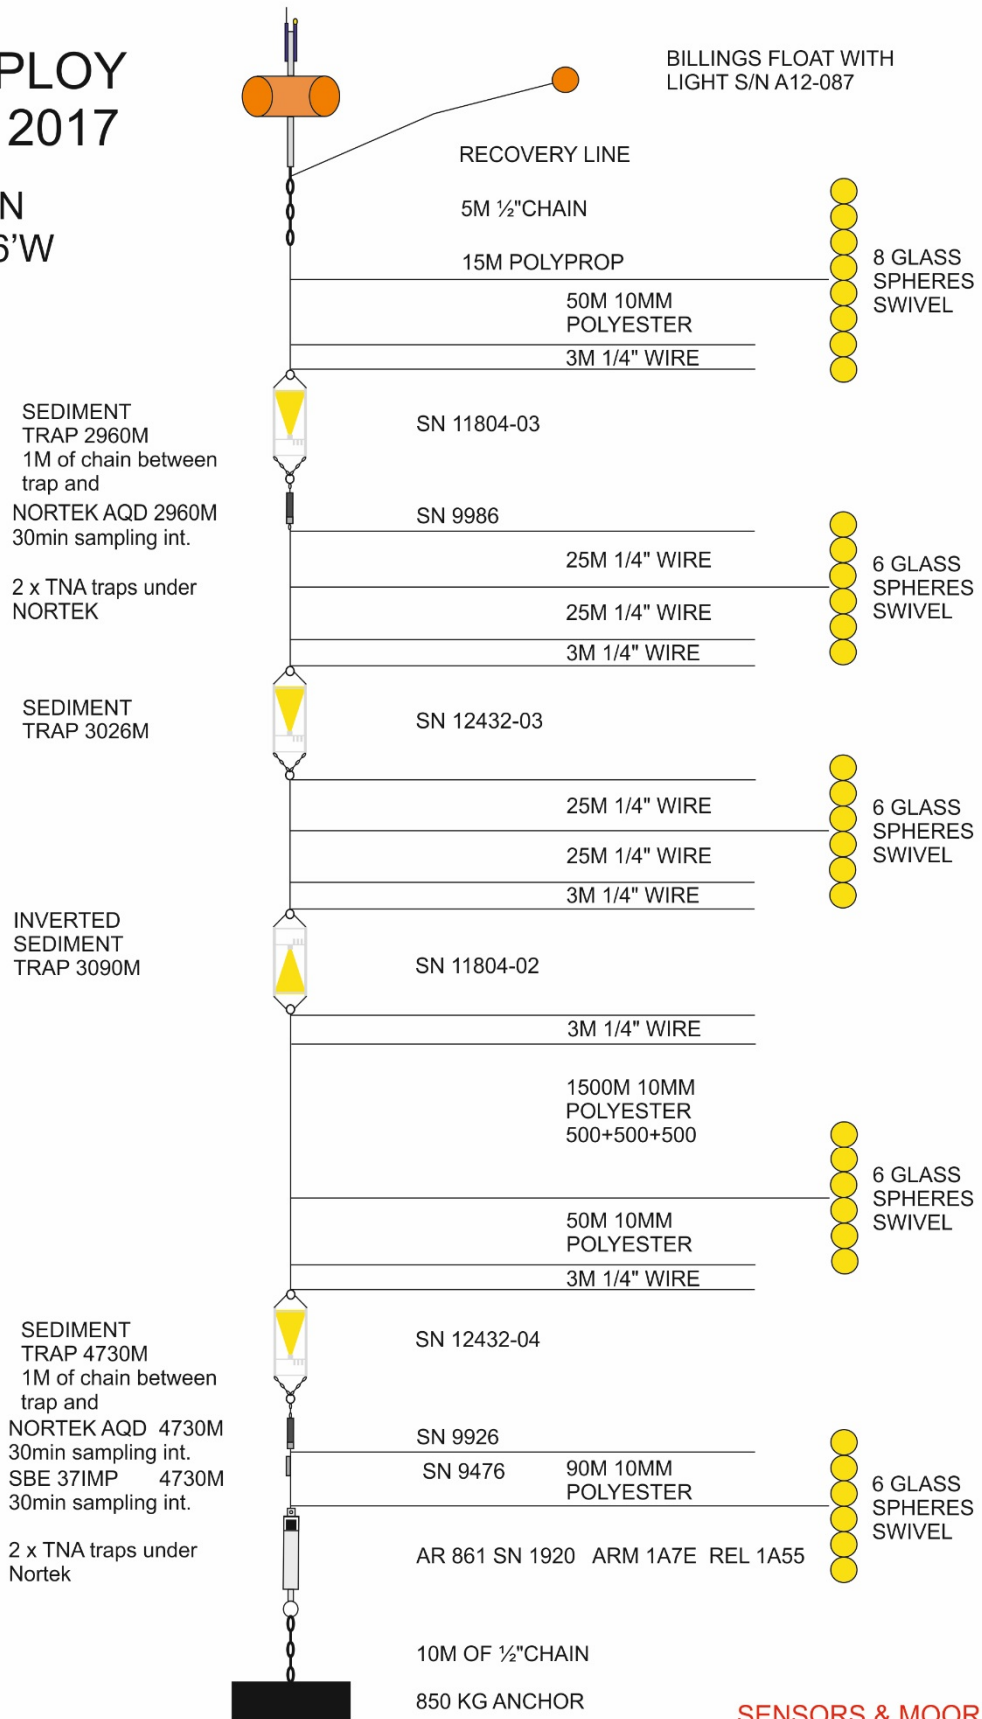 PLOY
2017
N
6'W
BILLINGS FLOAT WITH
LIGHT S/N A12-087
RECOVERY LINE
5M ½"CHAIN
15M POLYPROP
8 GLASS
SPHERES
SWIVEL
50M 10MM
POLYESTER
3M 1/4" WIRE
SEDIMENT
TRAP 2960M
1M of chain between
trap and
SN 11804-03
NORTEK AQD 2960M
30min sampling int.
SN 9986
2 x TNA traps under
NORTEK
25M 1/4" WIRE
6 GLASS
SPHERES
SWIVEL
25M 1/4" WIRE
3M 1/4" WIRE
SEDIMENT
TRAP 3026M
SN 12432-03
25M 1/4" WIRE
6 GLASS
SPHERES
SWIVEL
25M 1/4" WIRE
3M 1/4" WIRE
INVERTED
SEDIMENT
TRAP 3090M
SN 11804-02
3M 1/4" WIRE
1500M 10MM
POLYESTER
500+500+500
6 GLASS
SPHERES
SWIVEL
50M 10MM
POLYESTER
3M 1/4" WIRE
SEDIMENT
TRAP 4730M
1M of chain between
trap and
SN 12432-04
NORTEK AQD 4730M
30min sampling int.
SBE 37IMP 4730M
30min sampling int.
SN 9926
SN 9476
90M 10MM
POLYESTER
6 GLASS
SPHERES
SWIVEL
2 x TNA traps under
Nortek
AR 861 SN 1920 ARM 1A7E REL 1A55
10M OF ½"CHAIN
850 KG ANCHOR
SENSORS & MOOR